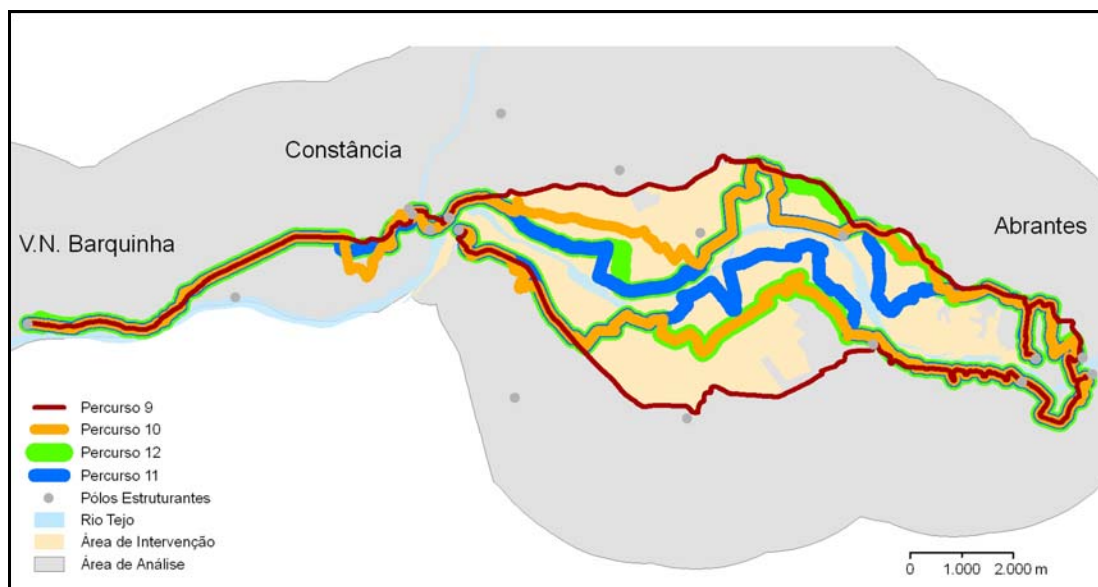 Constância
V.N. Barquinha
Abrantes
Percurso 9
Percurso 10
Percurso 12
Percurso 11
Pólos Estruturantes
Rio Tejo
Área de Intervenção
Área de Análise
0 1.000 2.000 m